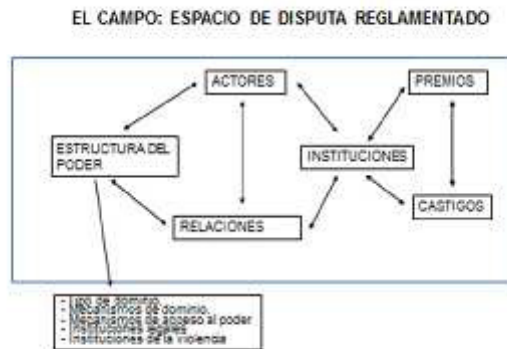 EL CAMPO: ESPACIO DE DISPUTA REGLAMENTADO
ACTORES
PREMIOS
ESTRUCTURA DEL
PODER
INSTITUCIONES
CASTIGOS
RELACIONES
- Tipo de dominio.
- Mecanismos de dominio.
- Mecanismos de acceso al poder
- Instituciones legales
- Instituciones de la violencia